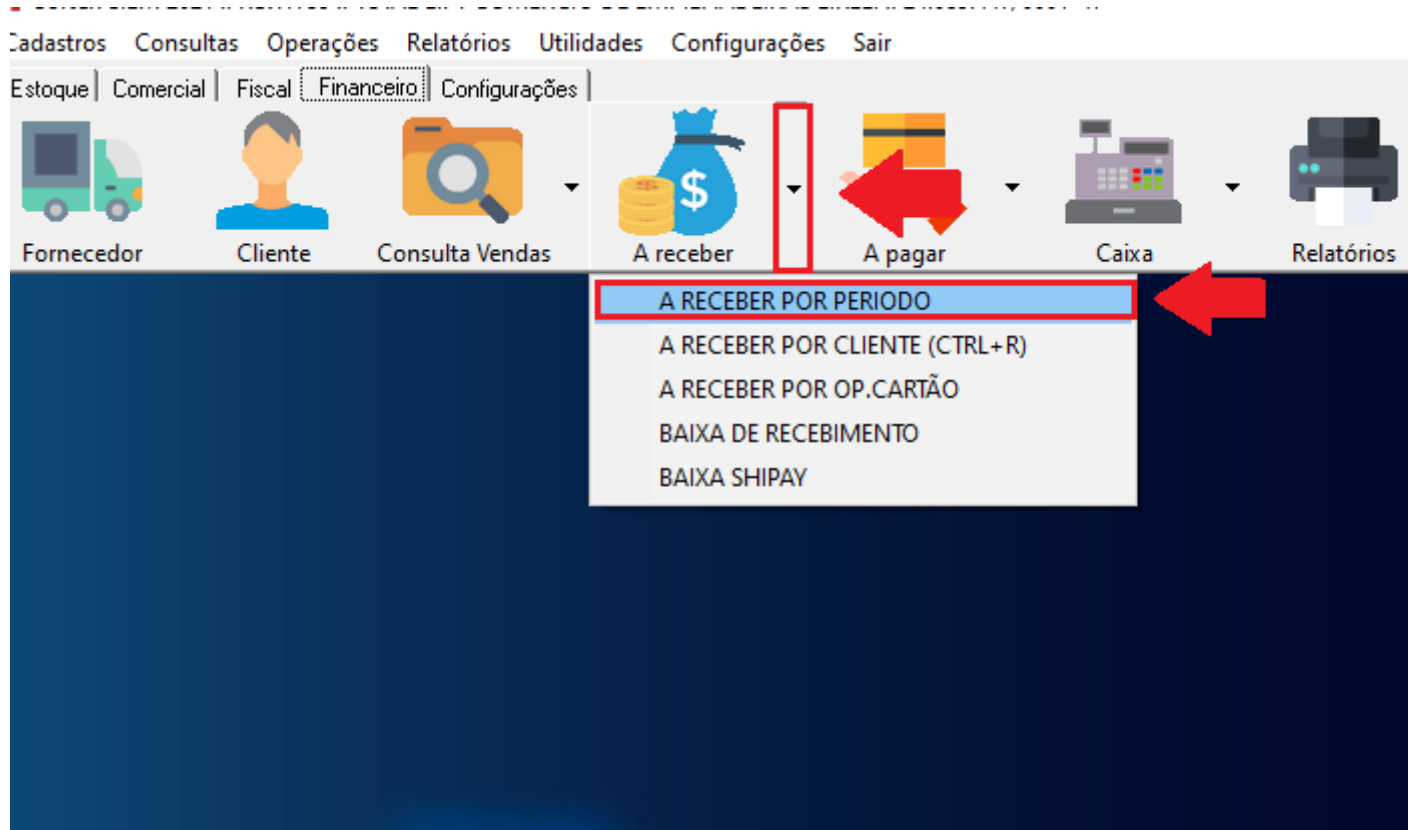 Cadastros Consultas Operações Relatórios Utilidades Configurações Sair
Estoque Comercial Fiscal Financeiro Configurações
$
Fornecedor Cliente Consulta Vendas A receber A pagar Caixa Relatórios
A RECEBER POR PERIODO
A RECEBER POR CLIENTE (CTRL+R)
A RECEBER POR OP.CARTÃO
BAIXA DE RECEBIMENTO
BAIXA SHIPAY